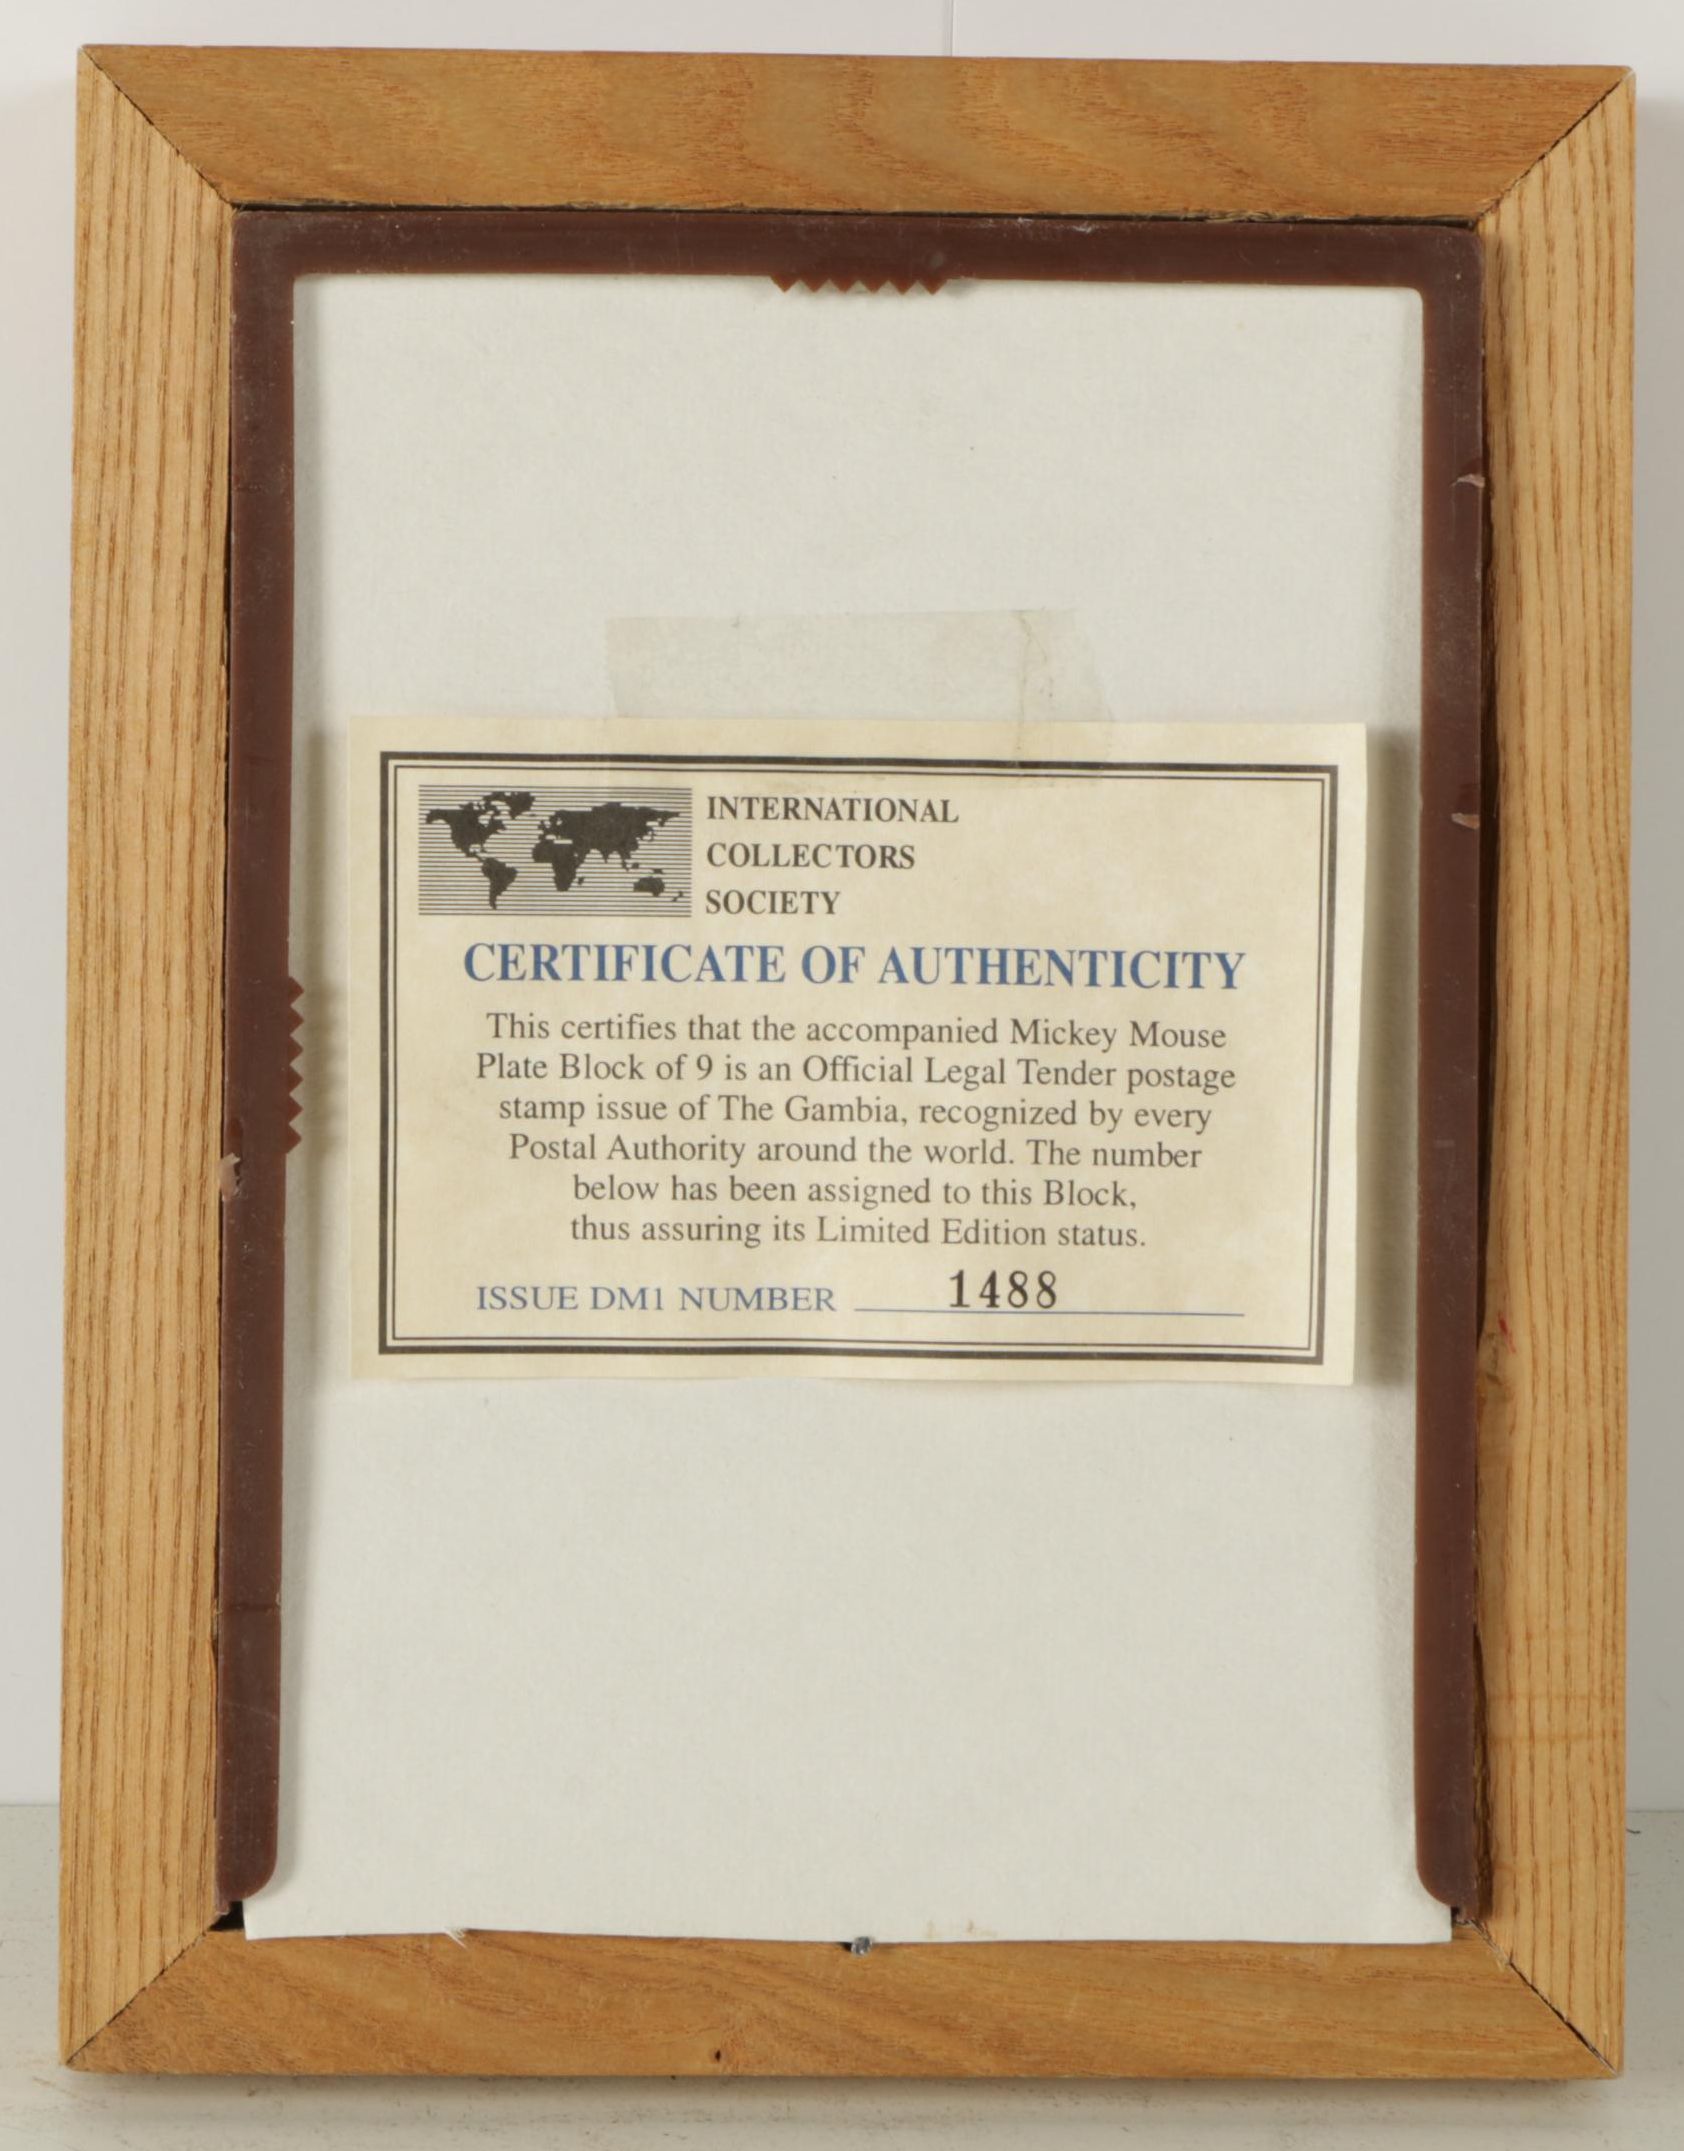 INTERNATIONAL
COLLECTORS
SOCIETY
CERTIFICATE OF AUTHENTICITY
This certifies that the accompanied Mickey Mouse
Plate Block of 9 is an Official Legal Tender postage
stamp issue of The Gambia, recognized by every
Postal Authority around the world. The number
below has been assigned to this Block,
thus assuring its Limited Edition status.
ISSUE DM1 NUMBER 1488